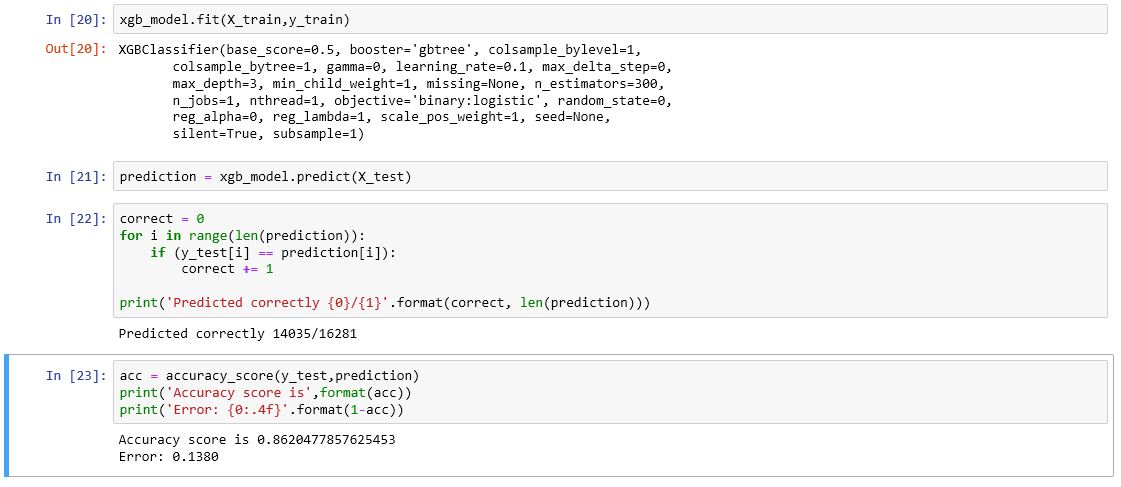 In [20]: xgb_model.fit(X_train,y_train)
Out[20]: XGBClassifier(base_score=0.5, booster='gbtree', colsample_bylevel=1,
       colsample_bytree=1, gamma=0, learning_rate=0.1, max_delta_step=0,
       max_depth=3, min_child_weight=1, missing=None, n_estimators=300,
       n_jobs=1, nthread=1, objective='binary:logistic', random_state=0,
       reg_alpha=0, reg_lambda=1, scale_pos_weight=1, seed=None,
       silent=True, subsample=1)
In [21]: prediction = xgb_model.predict(X_test)
In [22]: correct = 0
for i in range(len(prediction)):
    if (y_test[i] == prediction[i]):
        correct += 1
print('Predicted correctly {0}/{1}'.format(correct, len(prediction)))
Predicted correctly 14035/16281
In [23]: acc = accuracy_score(y_test,prediction)
print('Accuracy score is',format(acc))
print('Error: {0:.4f}'.format(1-acc))
Accuracy score is 0.8620477857625453
Error: 0.1380